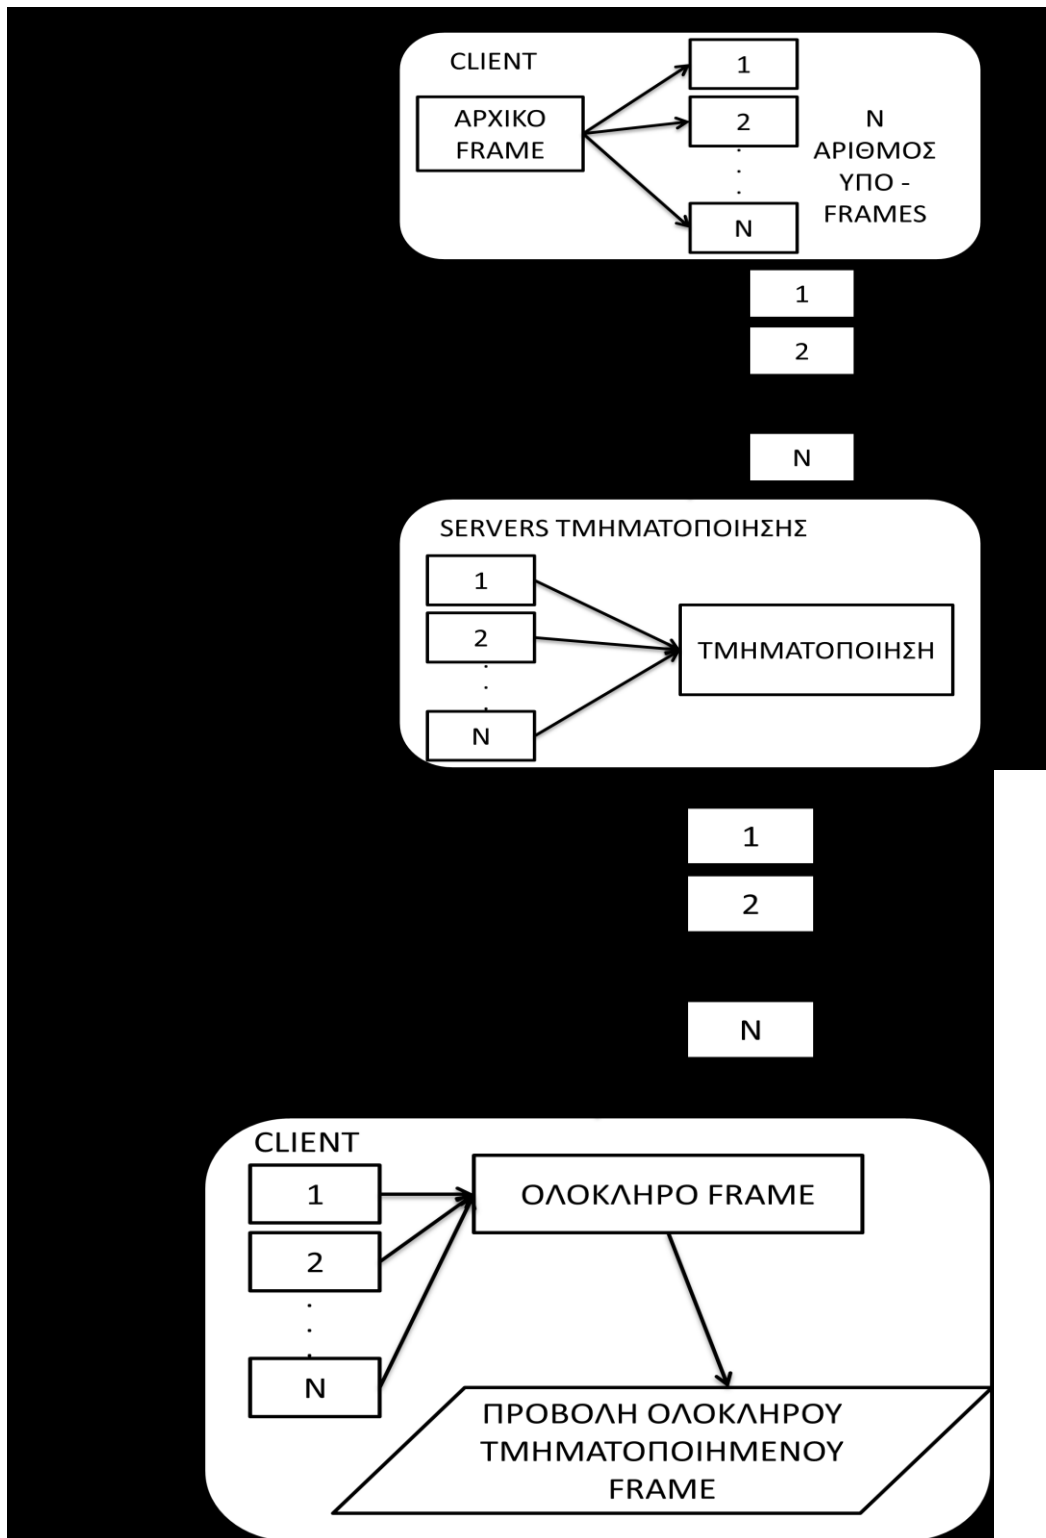 CLIENT
ΑΡΧΙΚΟ
FRAME
1
2
.
.
.
N
N
ΑΡΙΘΜΟΣ
ΥΠΟ -
FRAMES
1
2
N
SERVERS ΤΜΗΜΑΤΟΠΟΙΗΣΗΣ
1
2
.
.
.
N
ΤΜΗΜΑΤΟΠΟΙΗΣΗ
1
2
N
CLIENT
1
2
.
.
.
N
ΟΛΟΚΛΗΡΟ FRAME
ΠΡΟΒΟΛΗ ΟΛΟΚΛΗΡΟΥ
ΤΜΗΜΑΤΟΠΟΙΗΜΕΝΟΥ
FRAME